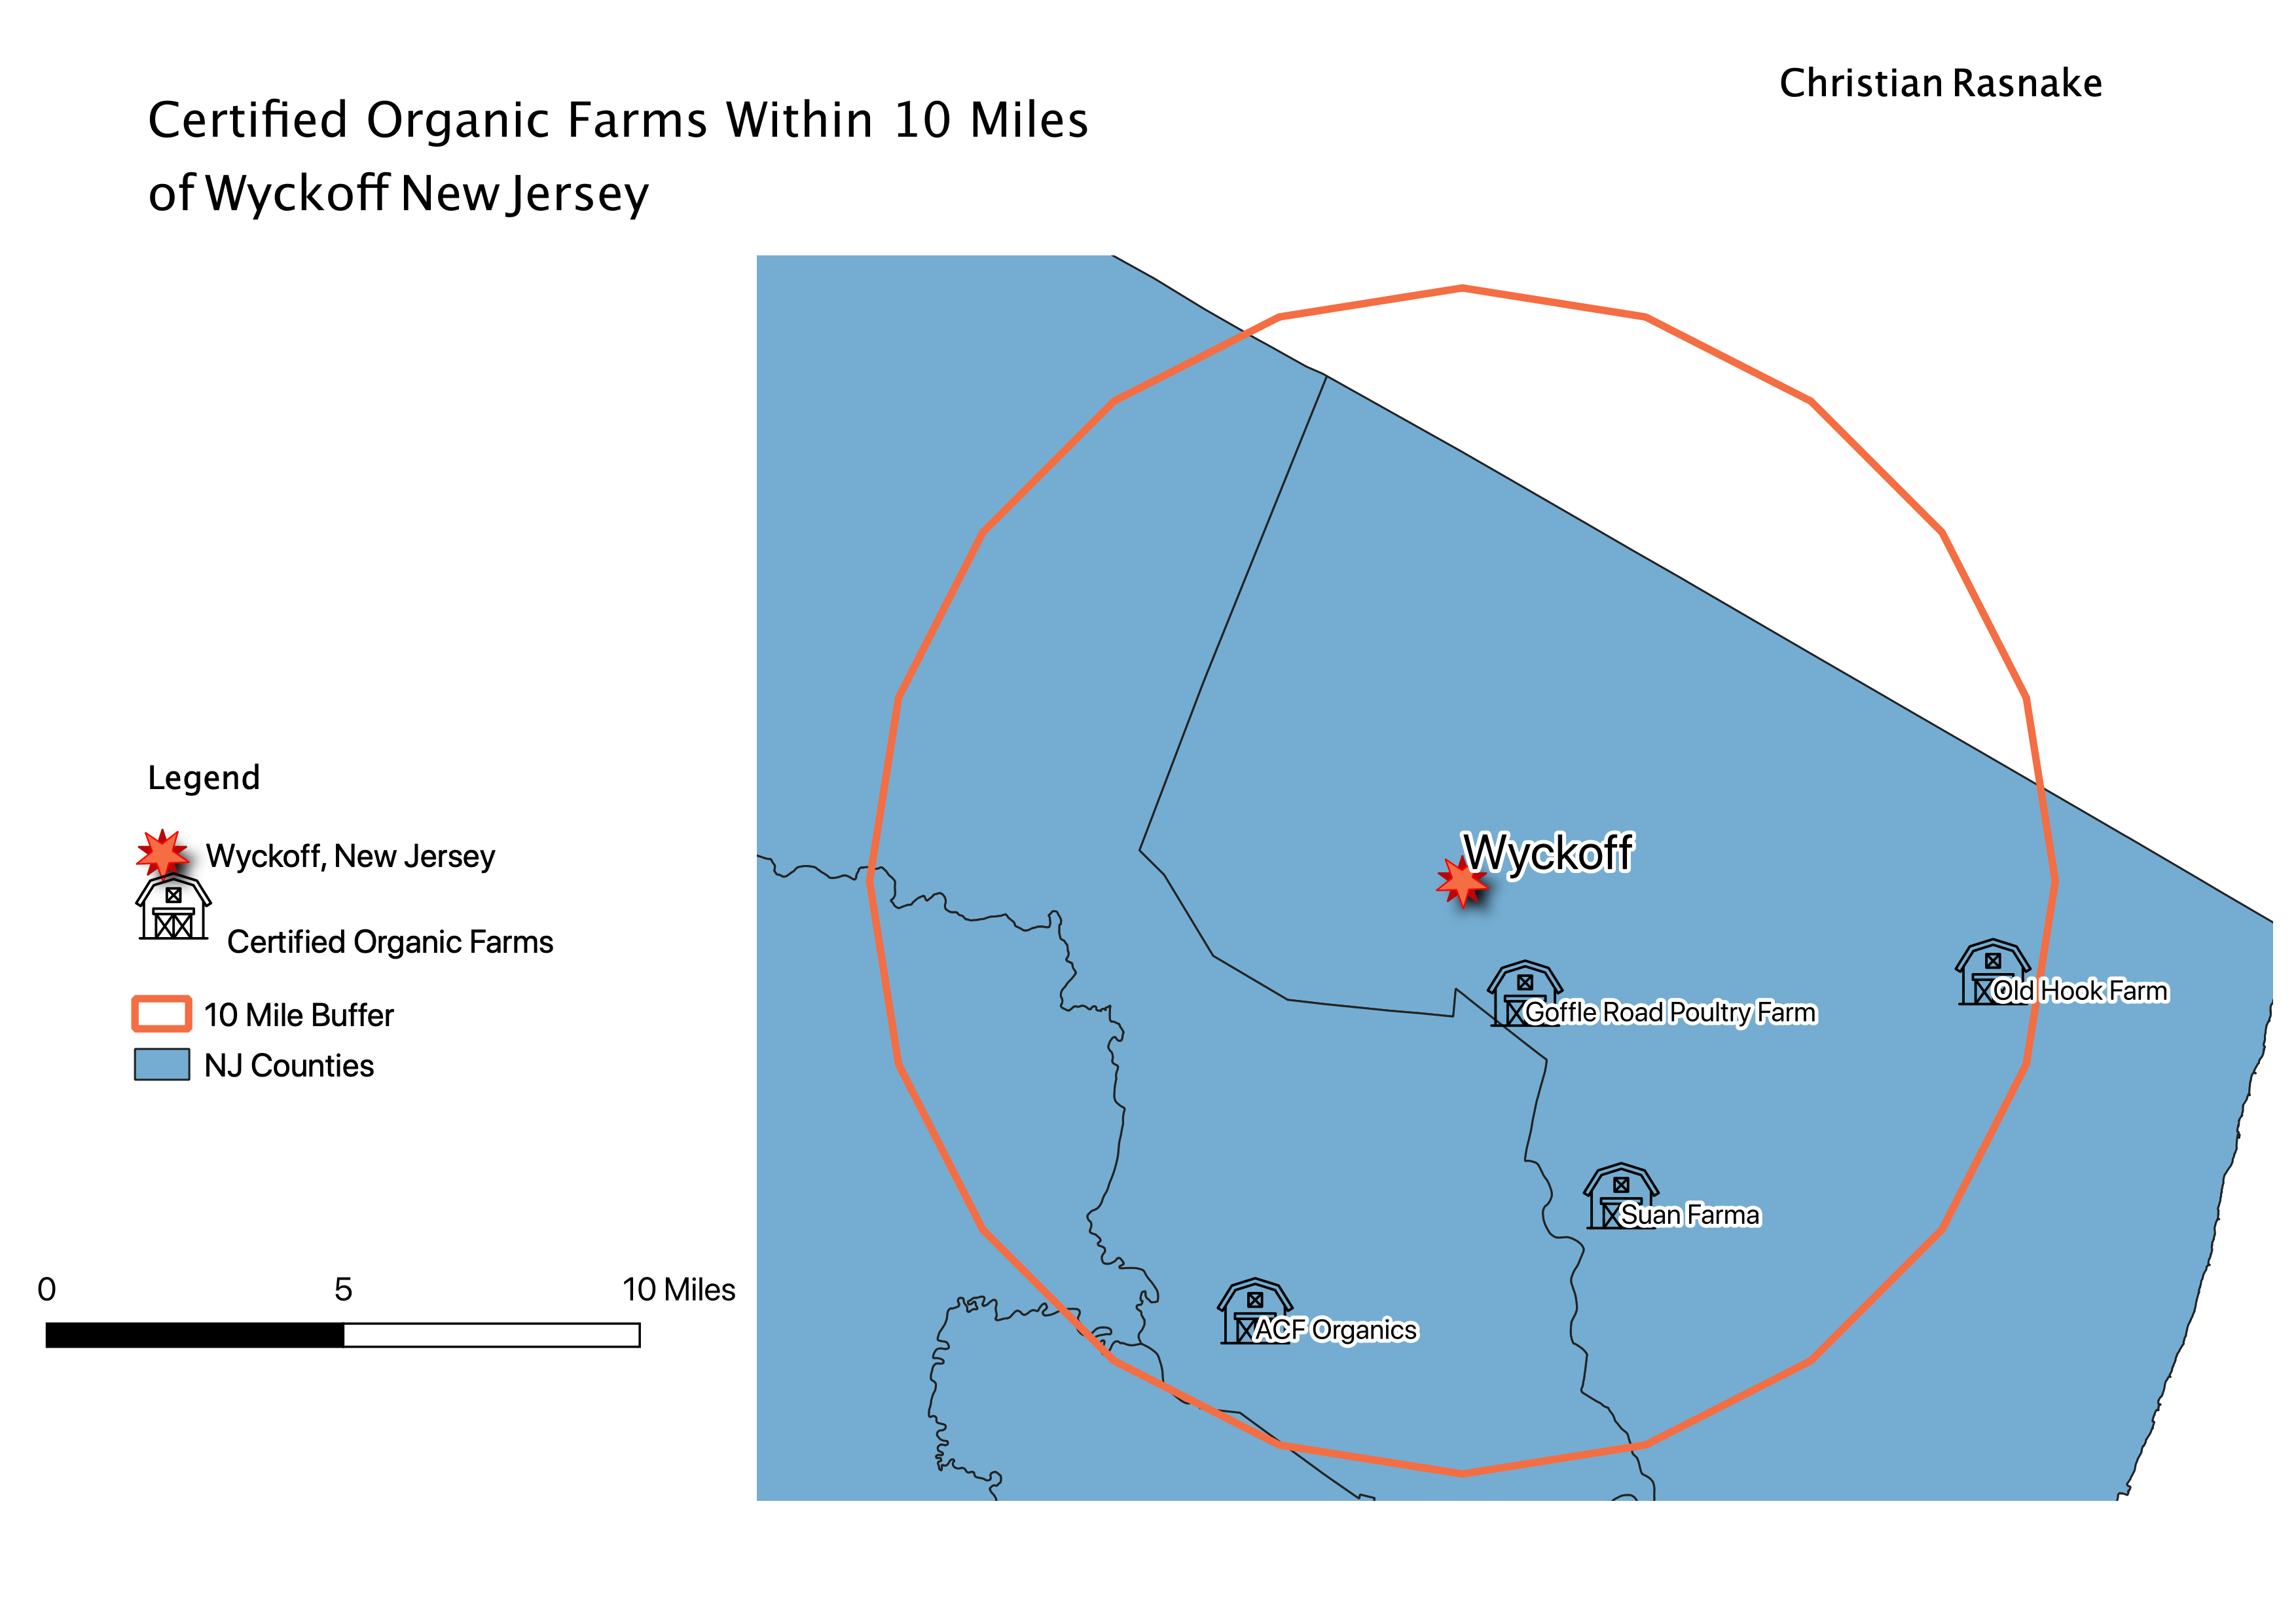 Christian Rasnake
Certified Organic Farms Within 10 Miles
of Wyckoff New Jersey
Wyckoff
Goffle Road Poultry Farm
Old Hook Farm
Suan Farma
ACF Organics
Legend
Wyckoff, New Jersey
Certified Organic Farms
10 Mile Buffer
NJ Counties
0 5 10 Miles